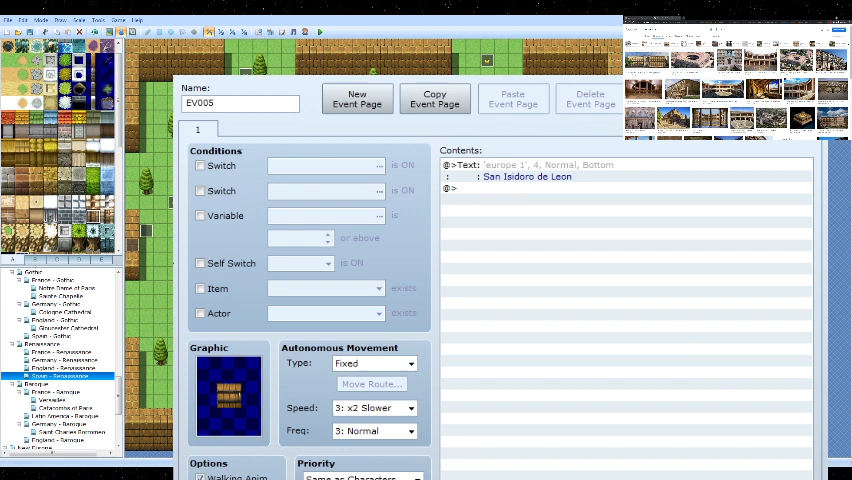 File Edit Mode Draw Scale Tools Game Help
Name:
EV005
New
Event Page
Copy
Event Page
Paste
Event Page
Delete
Event Page
1
Conditions
Switch ... is ON
Switch ... is ON
Variable ... is
or above
Self Switch is ON
Item exists
Actor exists
Graphic
Autonomous Movement
Type: Fixed
Move Route...
Speed: 3: x2 Slower
Freq: 3: Normal
Options
Walking Anim.
Priority
Same as Characters
Contents:
@>Text: 'europe 1', 4, Normal, Bottom
: : San Isidoro de Leon
@>
A B C D E
Gothic
France - Gothic
Notre Dame of Paris
Sainte Chapelle
Germany - Gothic
Cologne Cathedral
England - Gothic
Gloucester Cathedral
Spain - Gothic
Renaissance
France - Renaissance
Germany - Renaissance
England - Renaissance
Spain - Renaissance
Baroque
France - Baroque
Versailles
Catacombs of Paris
Latin America - Baroque
Germany - Baroque
Saint Charles Borromeo
England - Baroque
New Europe